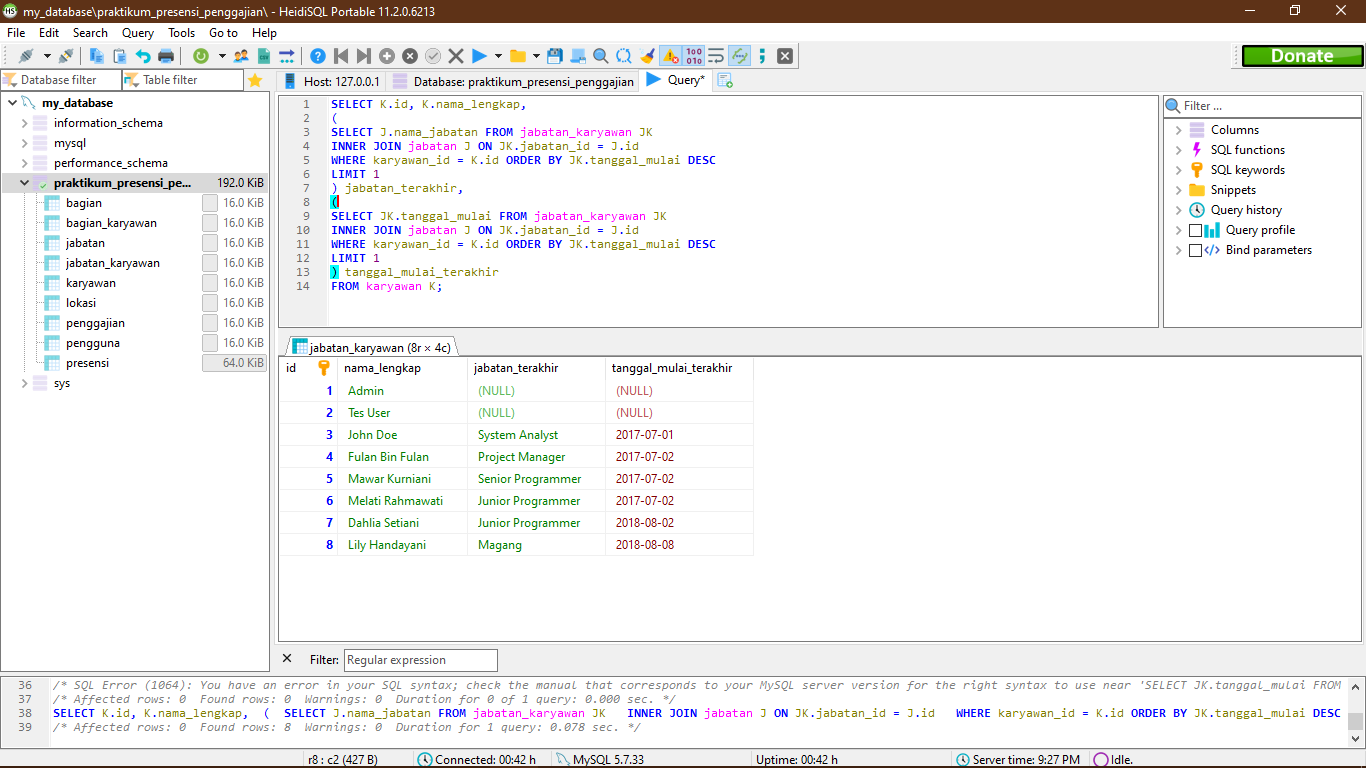 my_database\praktikum_presensi_penggajian\ - HeidiSQL Portable 11.2.0.6213
File Edit Search Query Tools Go to Help
Donate
Database filter Table filter
Host: 127.0.0.1 Database: praktikum_presensi_penggajian Query*
my_database
information_schema
mysql
performance_schema
praktikum_presensi_pe... 192.0 KiB
bagian 16.0 KiB
bagian_karyawan 16.0 KiB
jabatan 16.0 KiB
jabatan_karyawan 16.0 KiB
karyawan 16.0 KiB
lokasi 16.0 KiB
penggajian 16.0 KiB
pengguna 16.0 KiB
presensi 64.0 KiB
sys
1 SELECT K.id, K.nama_lengkap,
2 (
3 SELECT J.nama_jabatan FROM jabatan_karyawan JK
4 INNER JOIN jabatan J ON JK.jabatan_id = J.id
5 WHERE karyawan_id = K.id ORDER BY JK.tanggal_mulai DESC
6 LIMIT 1
7 ) jabatan_terakhir,
8 (
9 SELECT JK.tanggal_mulai FROM jabatan_karyawan JK
10 INNER JOIN jabatan J ON JK.jabatan_id = J.id
11 WHERE karyawan_id = K.id ORDER BY JK.tanggal_mulai DESC
12 LIMIT 1
13 ) tanggal_mulai_terakhir
14 FROM karyawan K;
Filter ...
Columns
SQL functions
SQL keywords
Snippets
Query history
Query profile
Bind parameters
jabatan_karyawan (8r × 4c)
id nama_lengkap jabatan_terakhir tanggal_mulai_terakhir
1 Admin (NULL) (NULL)
2 Tes User (NULL) (NULL)
3 John Doe System Analyst 2017-07-01
4 Fulan Bin Fulan Project Manager 2017-07-02
5 Mawar Kurniani Senior Programmer 2017-07-02
6 Melati Rahmawati Junior Programmer 2017-07-02
7 Dahlia Setiani Junior Programmer 2018-08-02
8 Lily Handayani Magang 2018-08-08
Filter: Regular expression
36 /* SQL Error (1064): You have an error in your SQL syntax; check the manual that corresponds to your MySQL server version for the right syntax to use near 'SELECT JK.tanggal_mulai FROM
37 /* Affected rows: 0 Found rows: 0 Warnings: 0 Duration for 0 of 1 query: 0.000 sec. */
38 SELECT K.id, K.nama_lengkap, ( SELECT J.nama_jabatan FROM jabatan_karyawan JK INNER JOIN jabatan J ON JK.jabatan_id = J.id WHERE karyawan_id = K.id ORDER BY JK.tanggal_mulai DESC
39 /* Affected rows: 0 Found rows: 8 Warnings: 0 Duration for 1 query: 0.078 sec. */
r8 : c2 (427 B) Connected: 00:42 h MySQL 5.7.33 Uptime: 00:42 h Server time: 9:27 PM Idle.